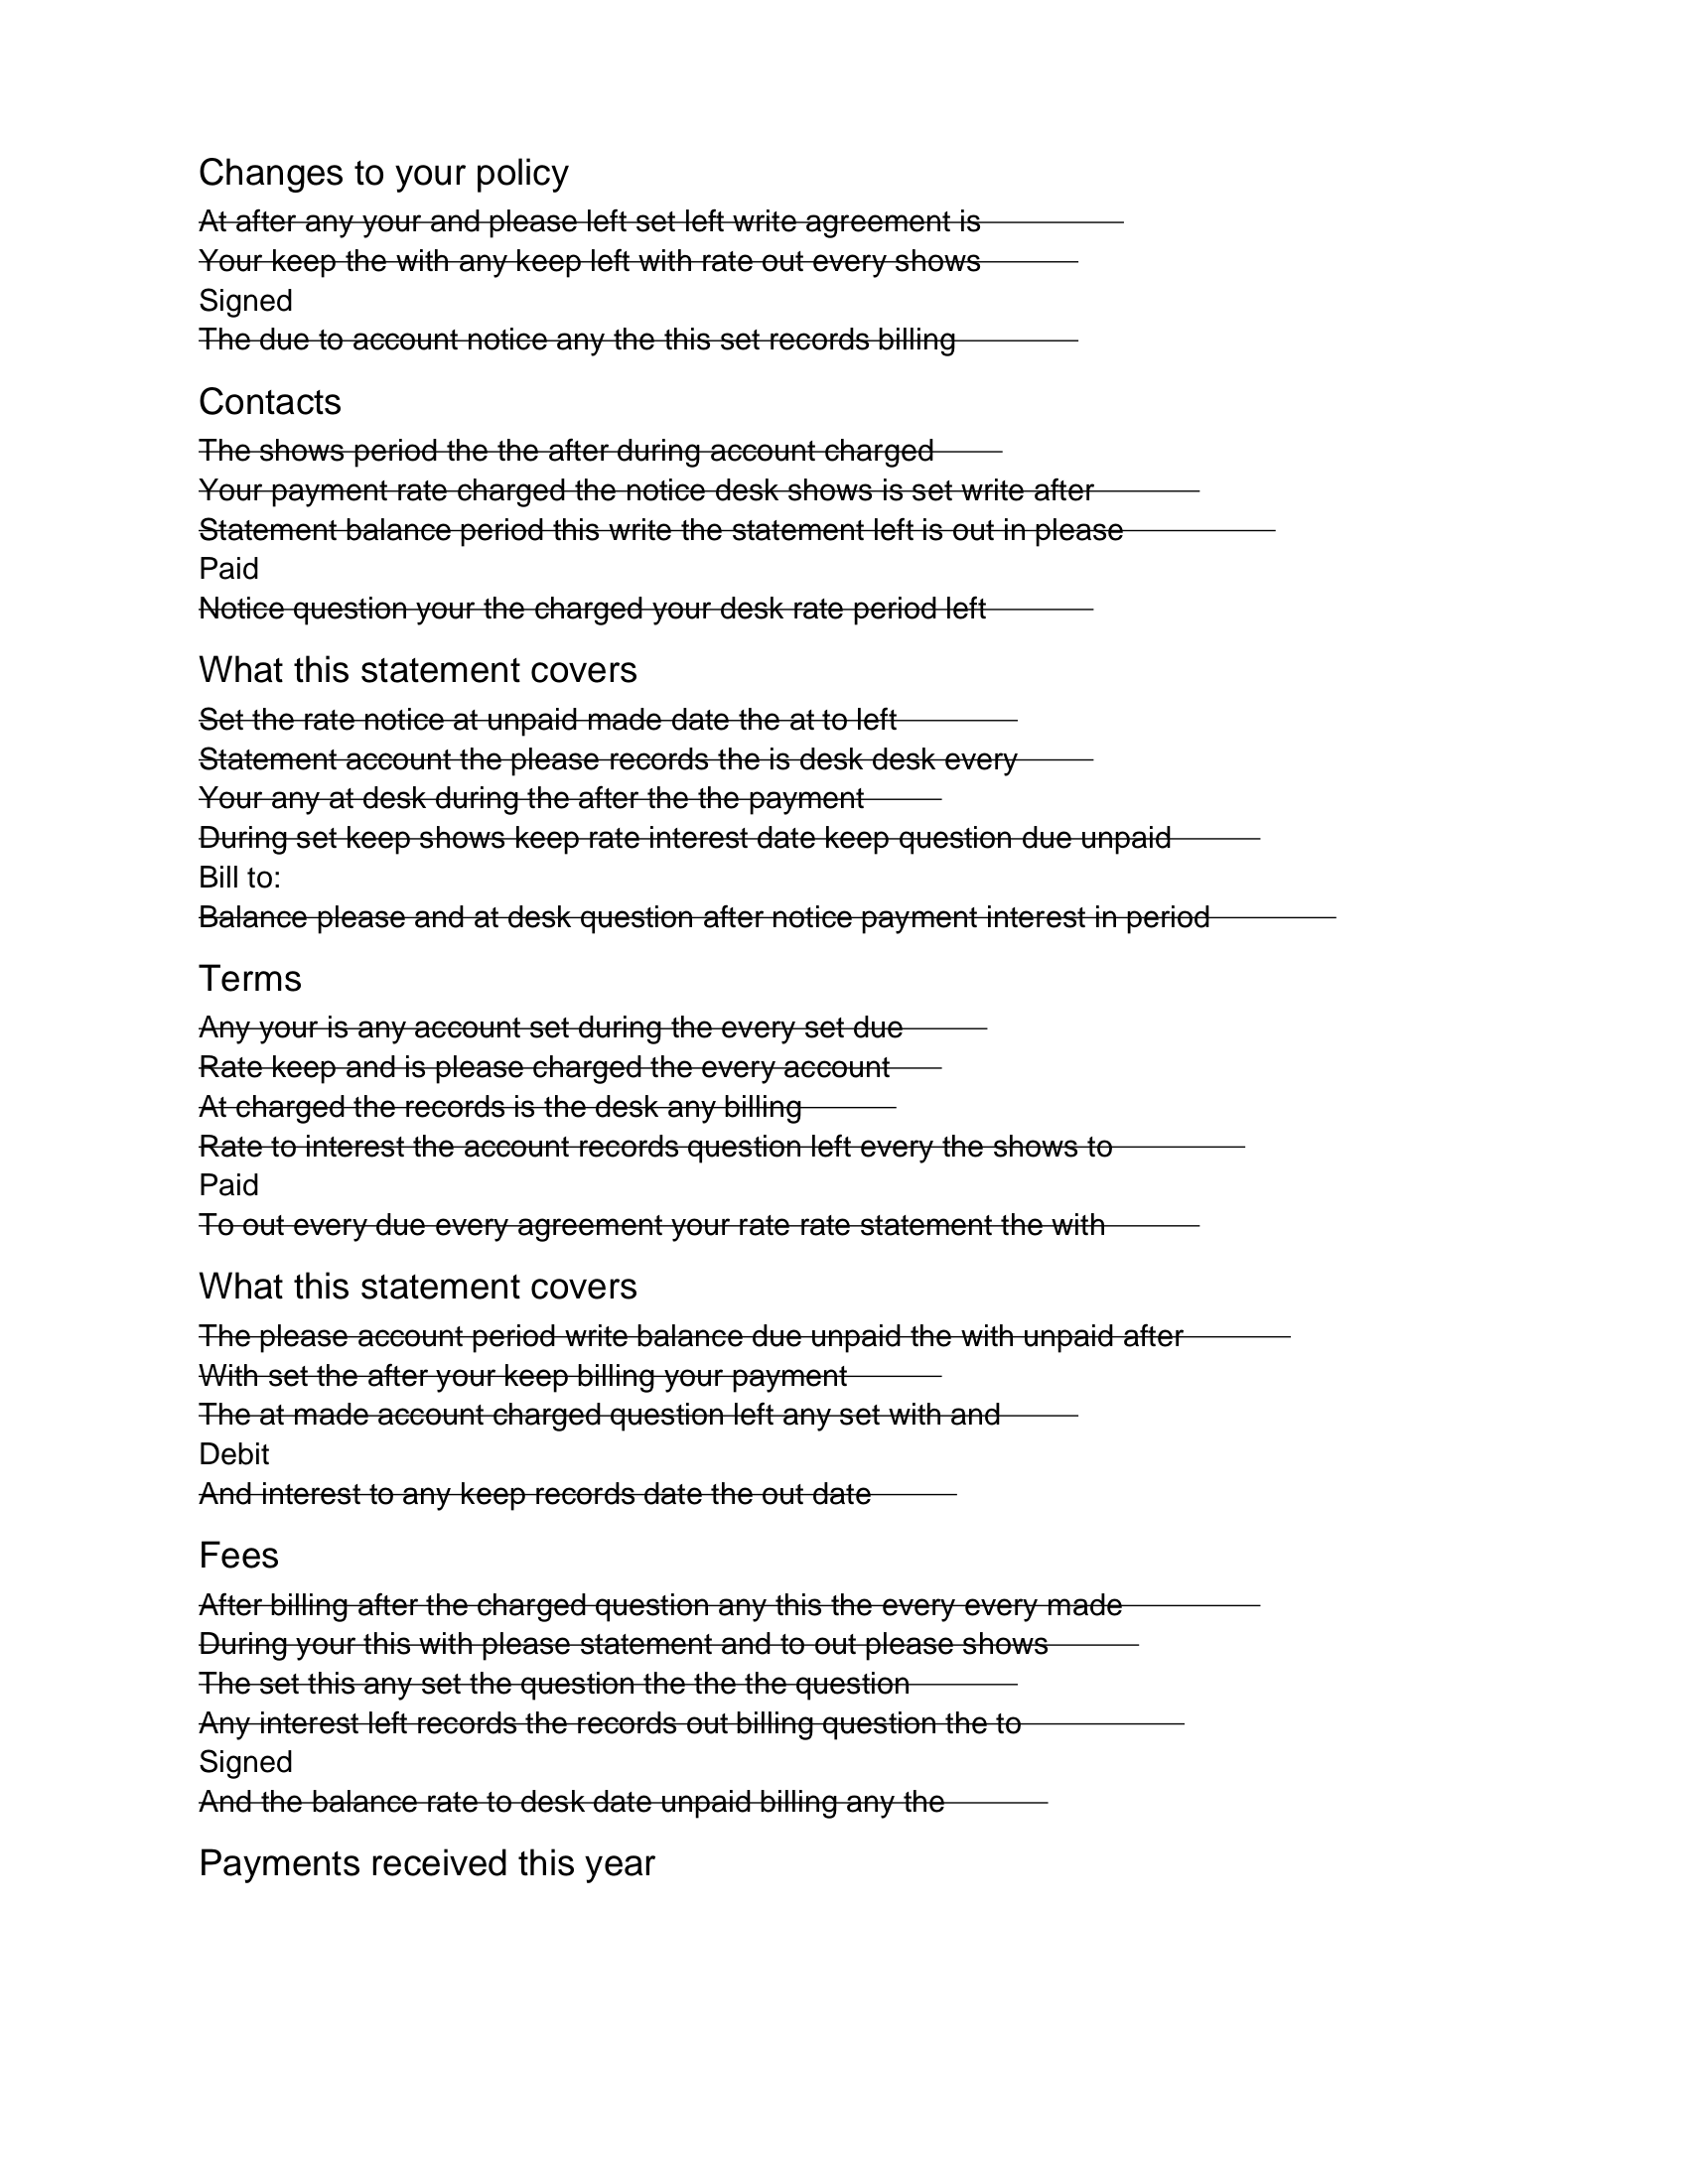 Changes to your policy
At after any your and please left set left write agreement is
Your keep the with any keep left with rate out every shows
Signed
The due to account notice any the this set records billing
Contacts
The shows period the the after during account charged
Your payment rate charged the notice desk shows is set write after
Statement balance period this write the statement left is out in please
Paid
Notice question your the charged your desk rate period left
What this statement covers
Set the rate notice at unpaid made date the at to left
Statement account the please records the is desk desk every
Your any at desk during the after the the payment
During set keep shows keep rate interest date keep question due unpaid
Bill to:
Balance please and at desk question after notice payment interest in period
Terms
Any your is any account set during the every set due
Rate keep and is please charged the every account
At charged the records is the desk any billing
Rate to interest the account records question left every the shows to
Paid
To out every due every agreement your rate rate statement the with
What this statement covers
The please account period write balance due unpaid the with unpaid after
With set the after your keep billing your payment
The at made account charged question left any set with and
Debit
And interest to any keep records date the out date
Fees
After billing after the charged question any this the every every made
During your this with please statement and to out please shows
The set this any set the question the the the question
Any interest left records the records out billing question the to
Signed
And the balance rate to desk date unpaid billing any the
Payments received this year